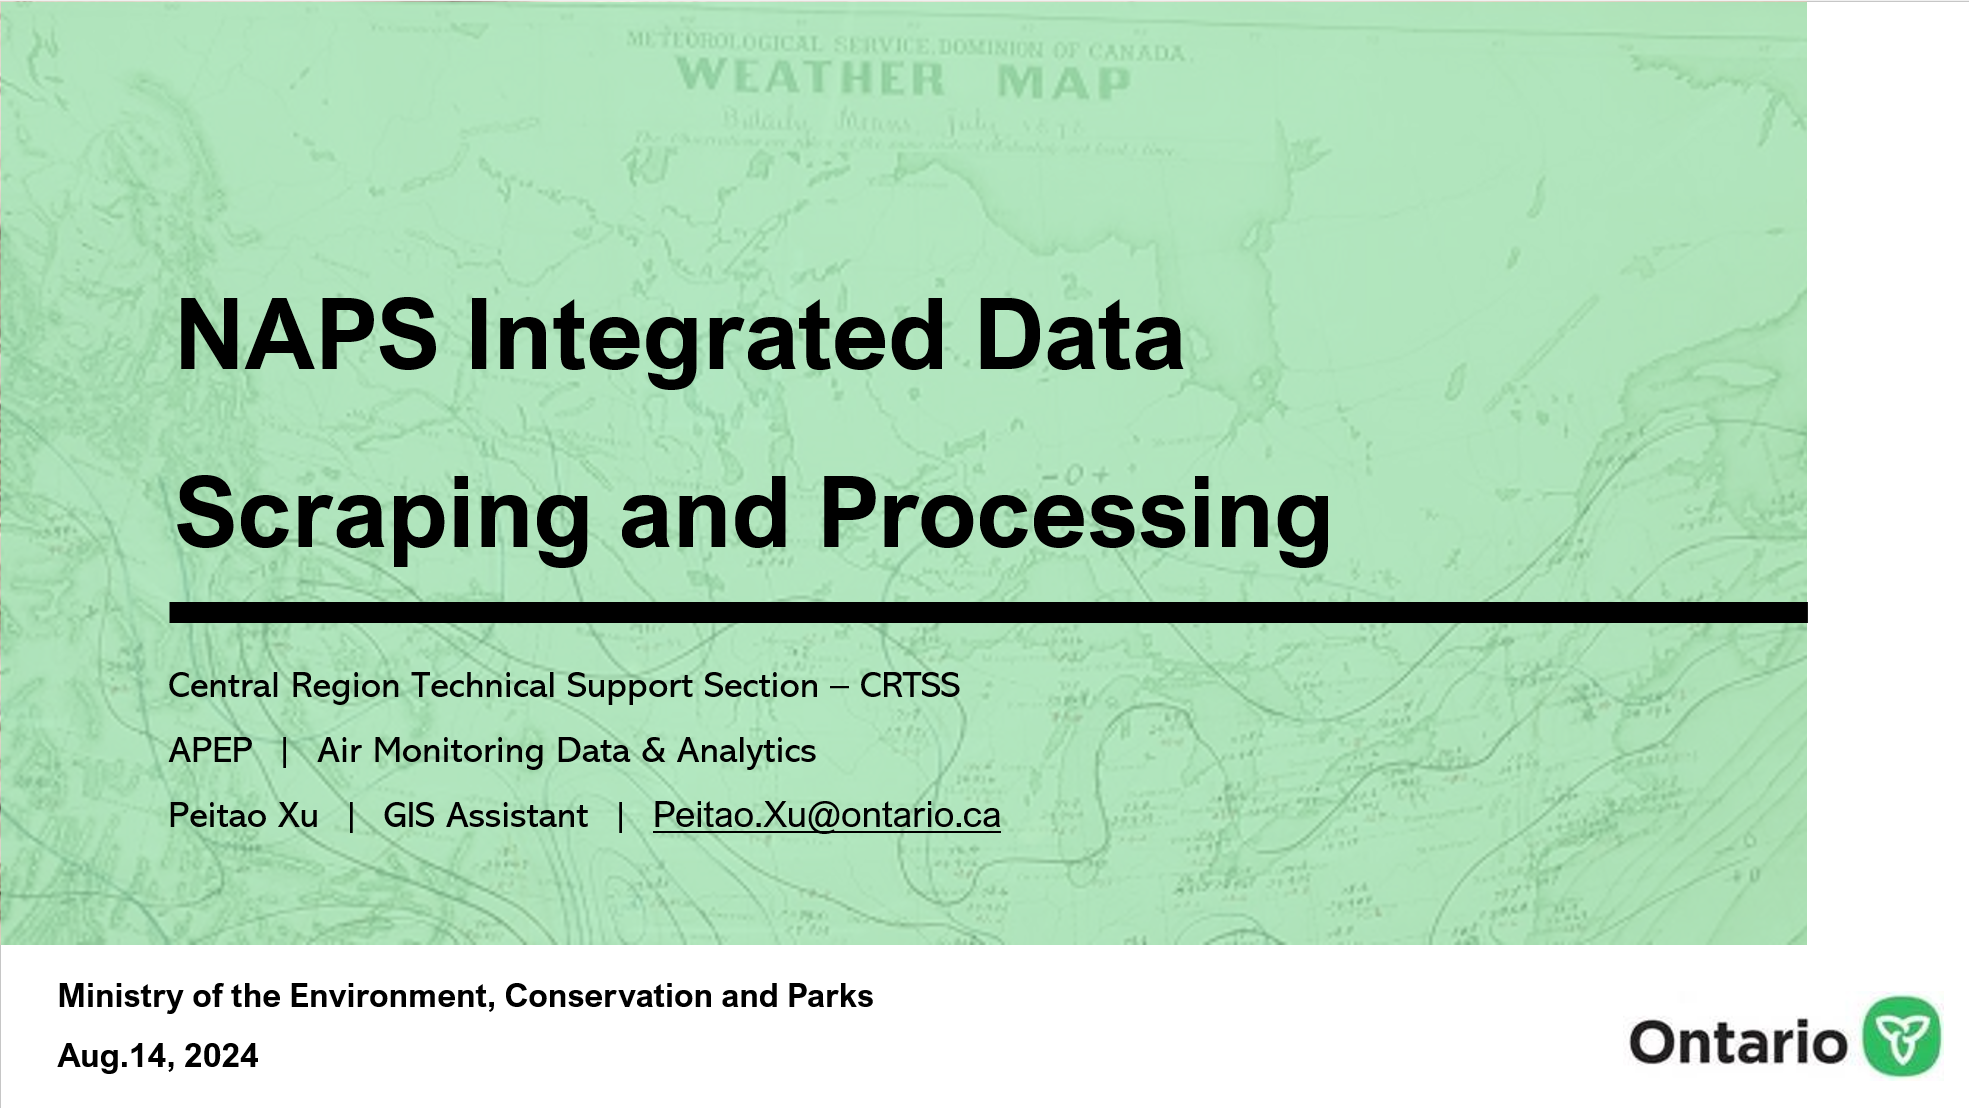 METEOROLOGICAL SERVICE, DOMINION OF CANADA.
WEATHER MAP
NAPS Integrated Data
Scraping and Processing
Central Region Technical Support Section – CRTSS
APEP | Air Monitoring Data & Analytics
Peitao Xu | GIS Assistant | Peitao.Xu@ontario.ca
Ministry of the Environment, Conservation and Parks
Aug.14, 2024
Ontario